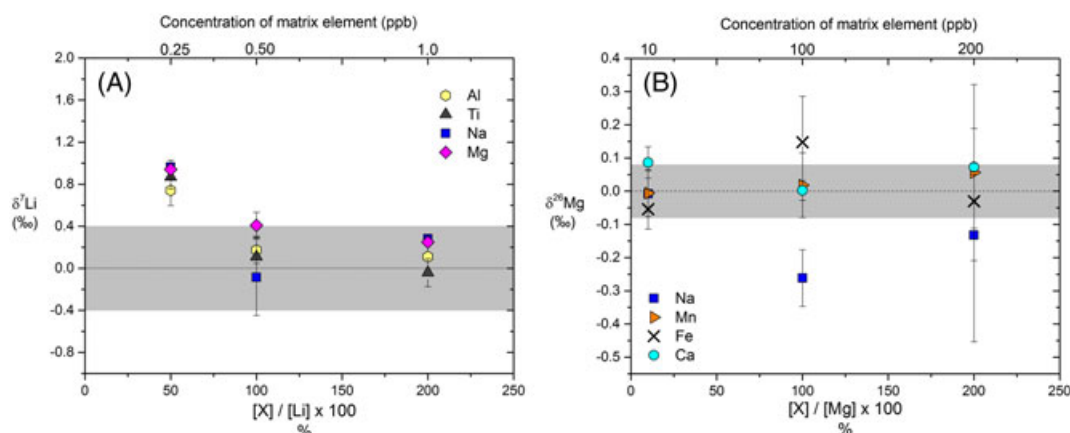 Concentration of matrix element (ppb)
0.25 0.50 1.0
2.0
1.6
1.2
0.8
0.4
0.0
-0.4
-0.8
(A)
Al
Ti
Na
Mg
δ⁷Li
(‰)
0 50 100 150 200 250
[X] / [Li] x 100
%
Concentration of matrix element (ppb)
10 100 200
0.4
0.3
0.2
0.1
0.0
-0.1
-0.2
-0.3
-0.4
-0.5
(B)
δ²⁶Mg
(‰)
Na
Mn
Fe
Ca
0 50 100 150 200 250
[X] / [Mg] x 100
%